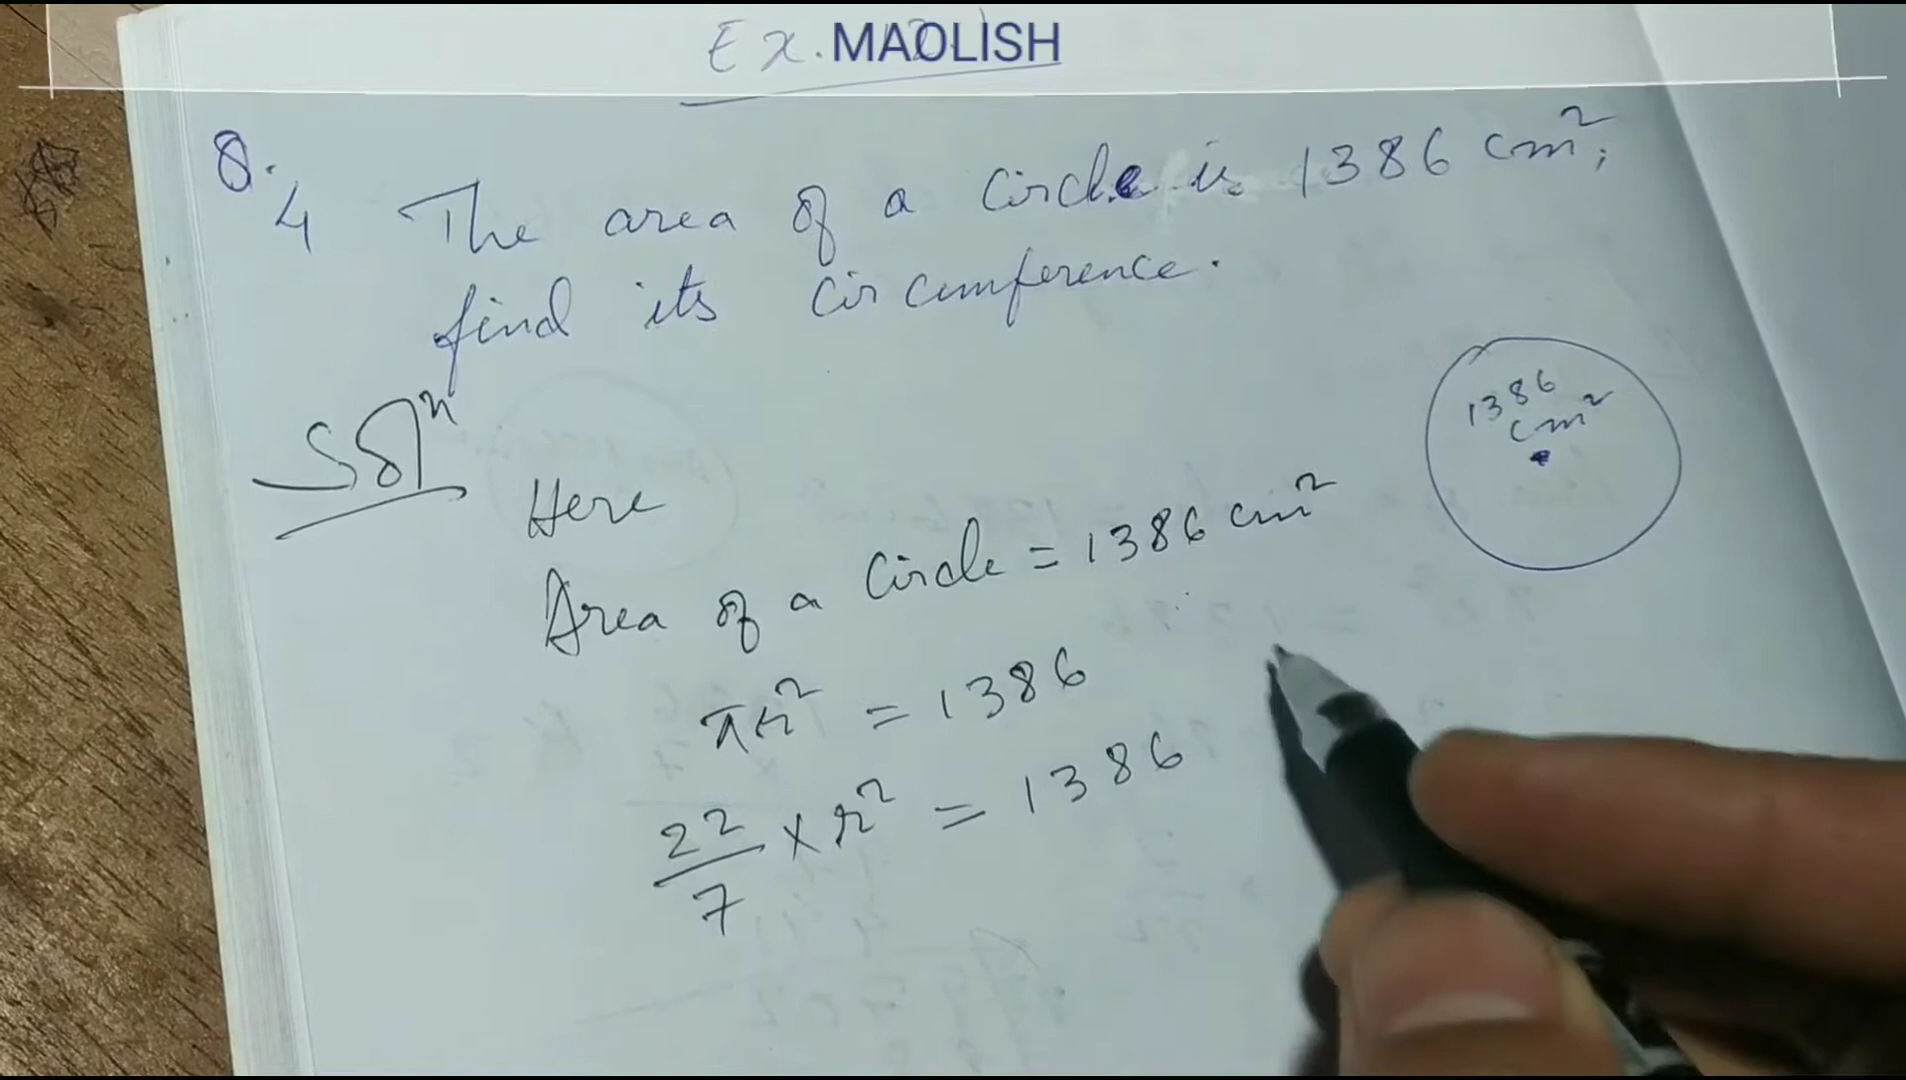 Ex. MAOLISH
Q. 4 The area of a circle is 1386 cm²;
find its circumference.
1386
cm²
Solⁿ
Here
Area of a Circle = 1386 cm²
πr² = 1386
22/7 × r² = 1386